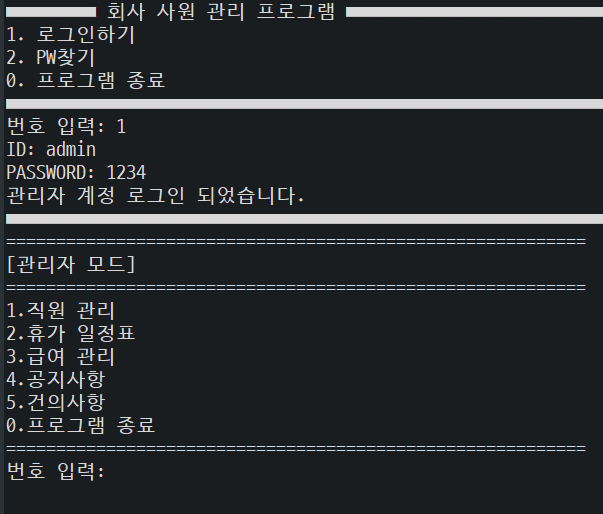 회사 사원 관리 프로그램
1. 로그인하기
2. PW찾기
0. 프로그램 종료
번호 입력: 1
ID: admin
PASSWORD: 1234
관리자 계정 로그인 되었습니다.
==========================================================
[관리자 모드]
==========================================================
1.직원 관리
2.휴가 일정표
3.급여 관리
4.공지사항
5.건의사항
0.프로그램 종료
==========================================================
번호 입력: